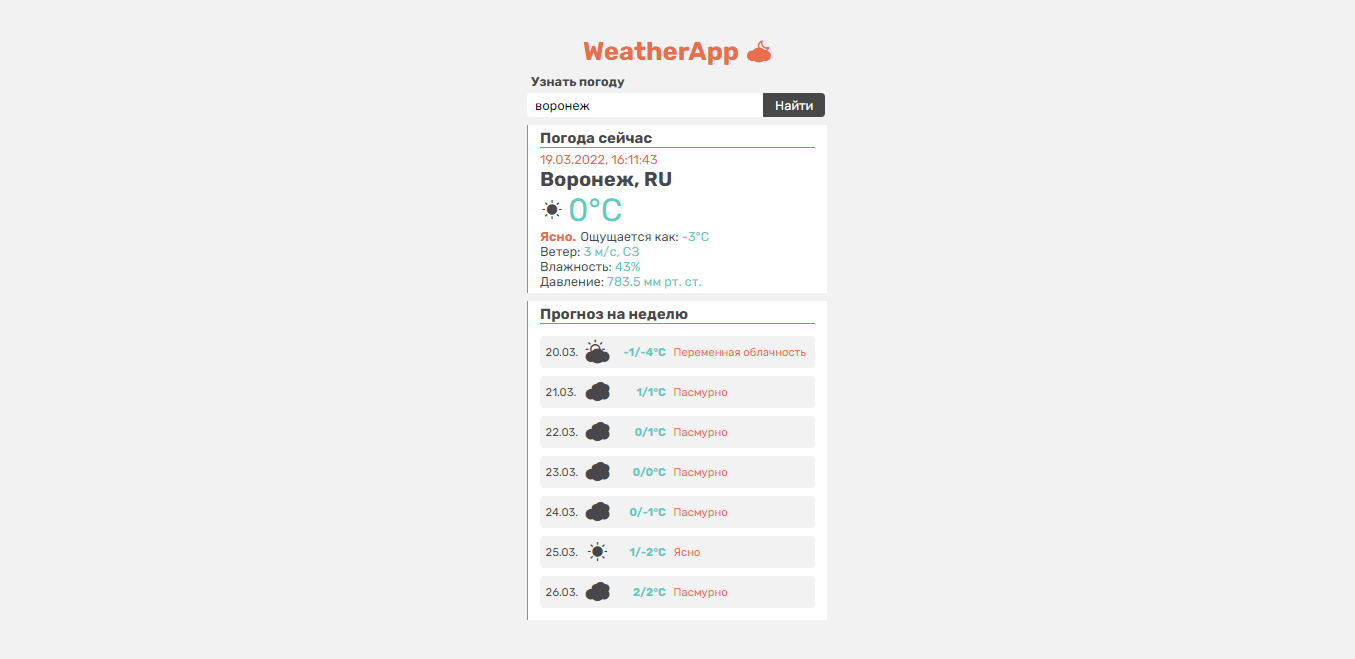 WeatherApp
Узнать погоду
воронеж Найти
Погода сейчас
19.03.2022, 16:11:43
Воронеж, RU
0°C
Ясно. Ощущается как: -3°C
Ветер: 3 м/с, СЗ
Влажность: 43%
Давление: 783.5 мм рт. ст.
Прогноз на неделю
20.03. -1/-4°C Переменная облачность
21.03. 1/1°C Пасмурно
22.03. 0/1°C Пасмурно
23.03. 0/0°C Пасмурно
24.03. 0/-1°C Пасмурно
25.03. 1/-2°C Ясно
26.03. 2/2°C Пасмурно